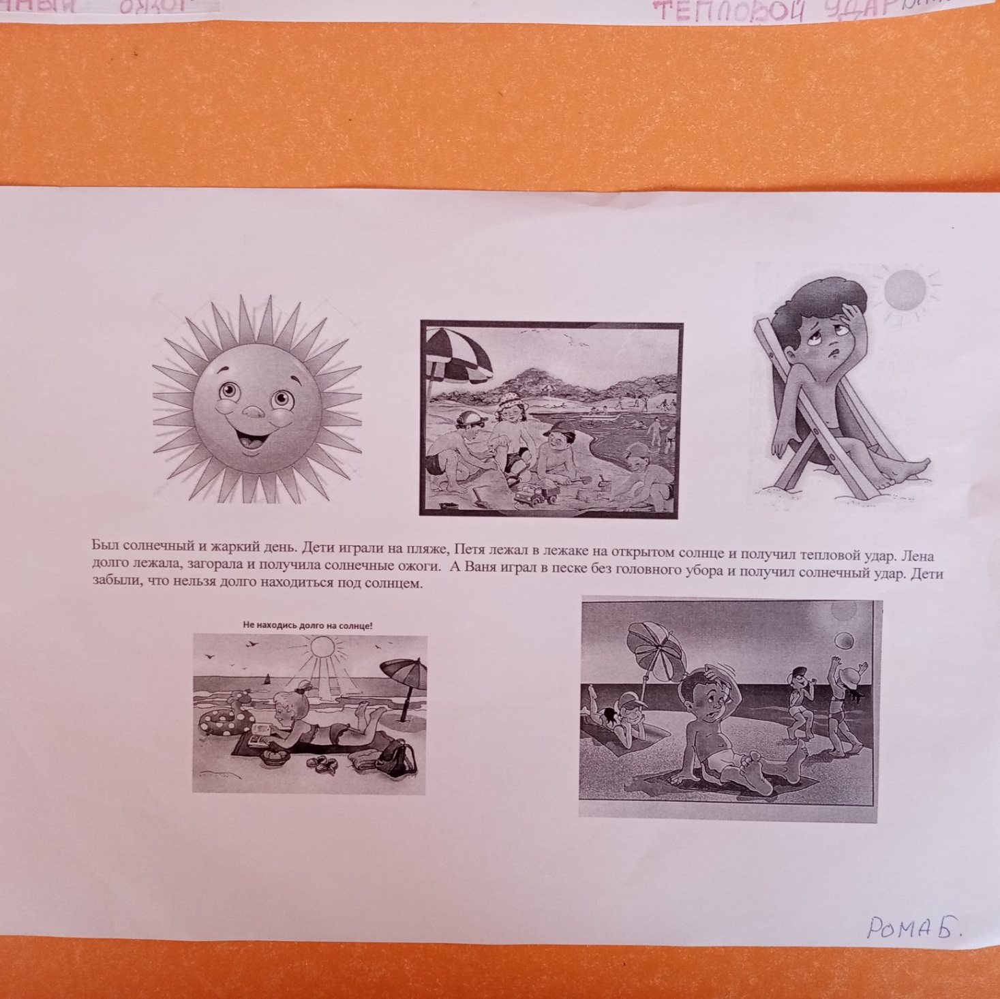 ОЖОГ
ТЕПЛОВОЙ УДАР
Был солнечный и жаркий день. Дети играли на пляже, Петя лежал в лежаке на открытом солнце и получил тепловой удар. Лена
долго лежала, загорала и получила солнечные ожоги. А Ваня играл в песке без головного убора и получил солнечный удар. Дети
забыли, что нельзя долго находиться под солнцем.
Не находись долго на солнце!
РОМА Б.